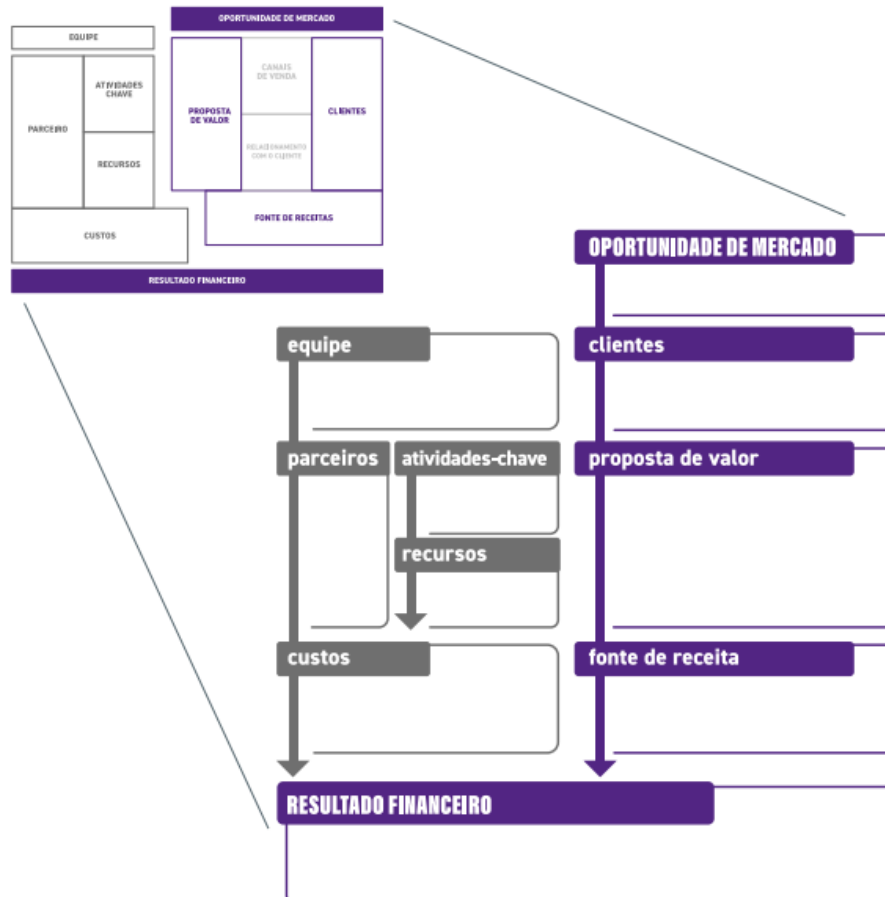 OPORTUNIDADE DE MERCADO
EQUIPE
CANAIS
DE VENDA
ATIVIDADES
CHAVE
PROPOSTA
DE VALOR
CLIENTES
PARCEIRO
RELACIONAMENTO
COM O CLIENTE
RECURSOS
FONTE DE RECEITAS
CUSTOS
RESULTADO FINANCEIRO
OPORTUNIDADE DE MERCADO
equipe
clientes
parceiros
atividades-chave
proposta de valor
recursos
custos
fonte de receita
RESULTADO FINANCEIRO